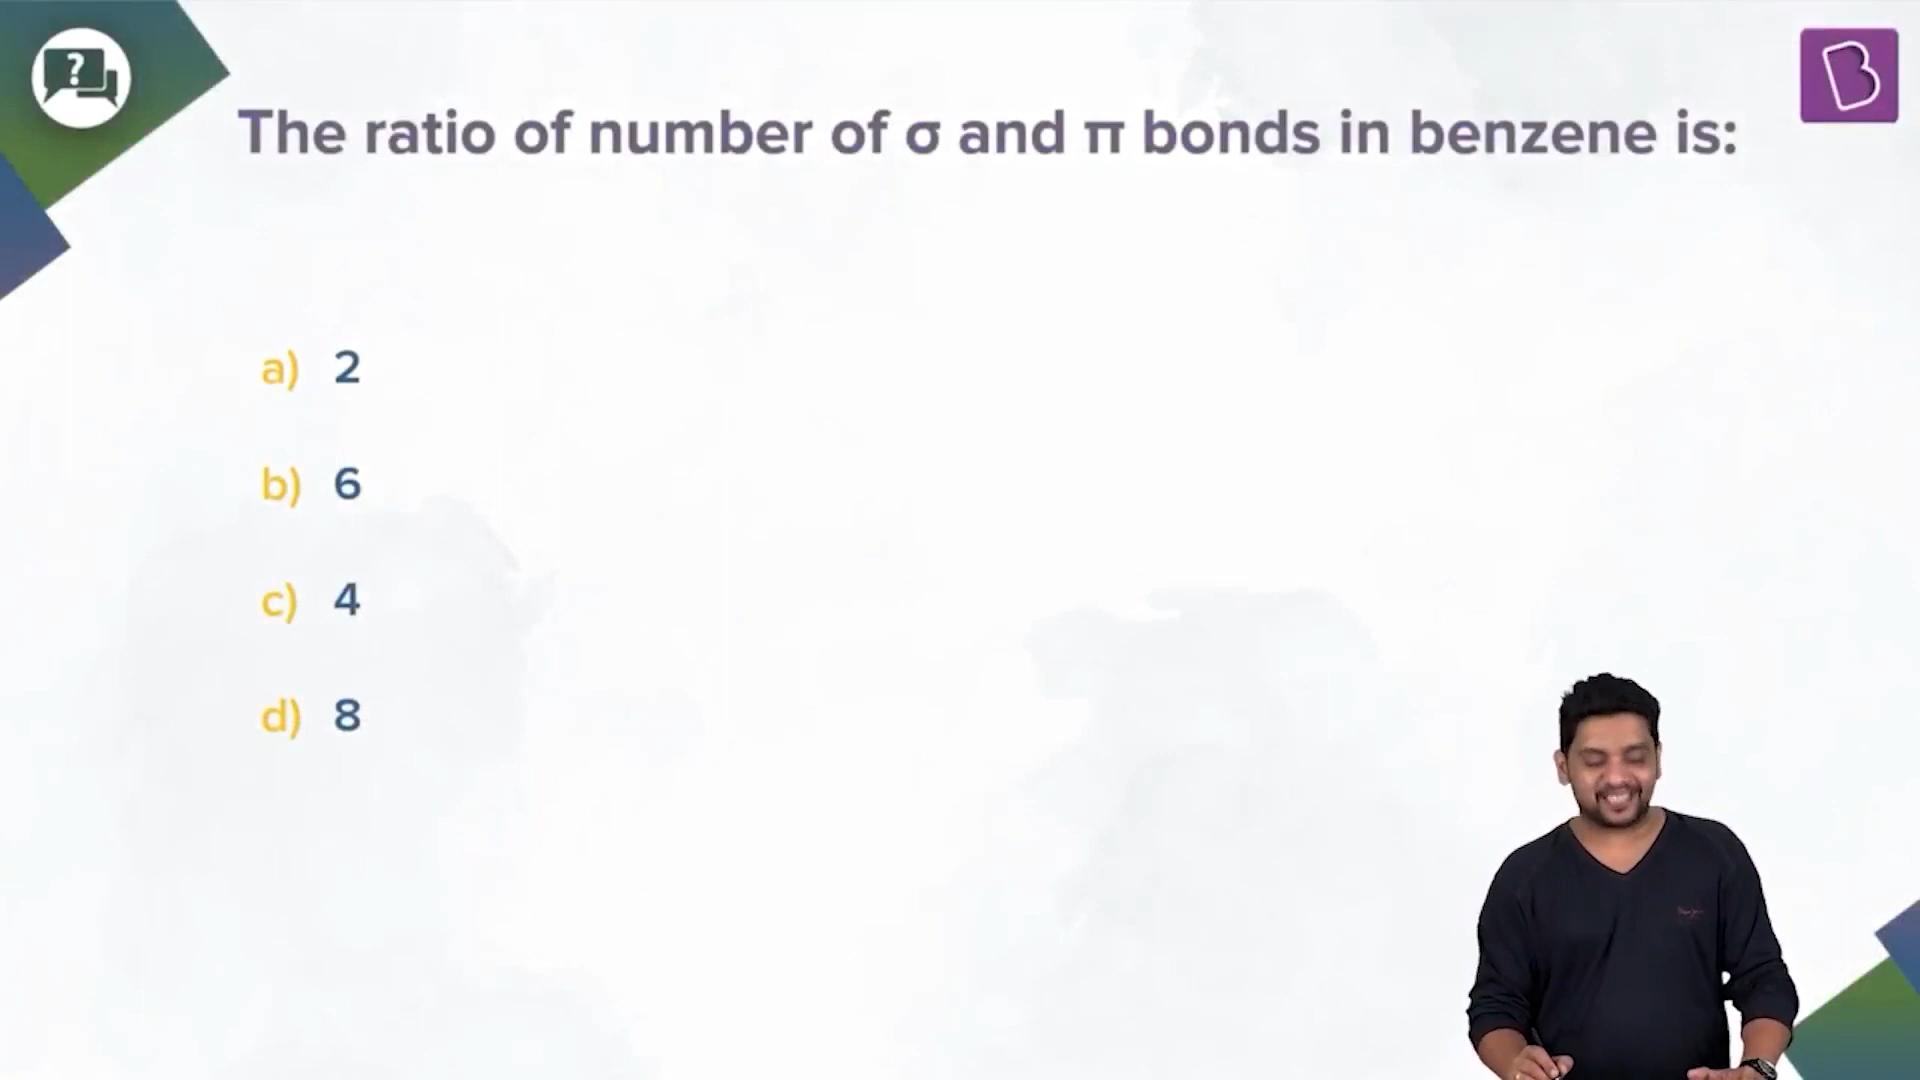 ?
B
The ratio of number of σ and π bonds in benzene is:
a) 2
b) 6
c) 4
d) 8